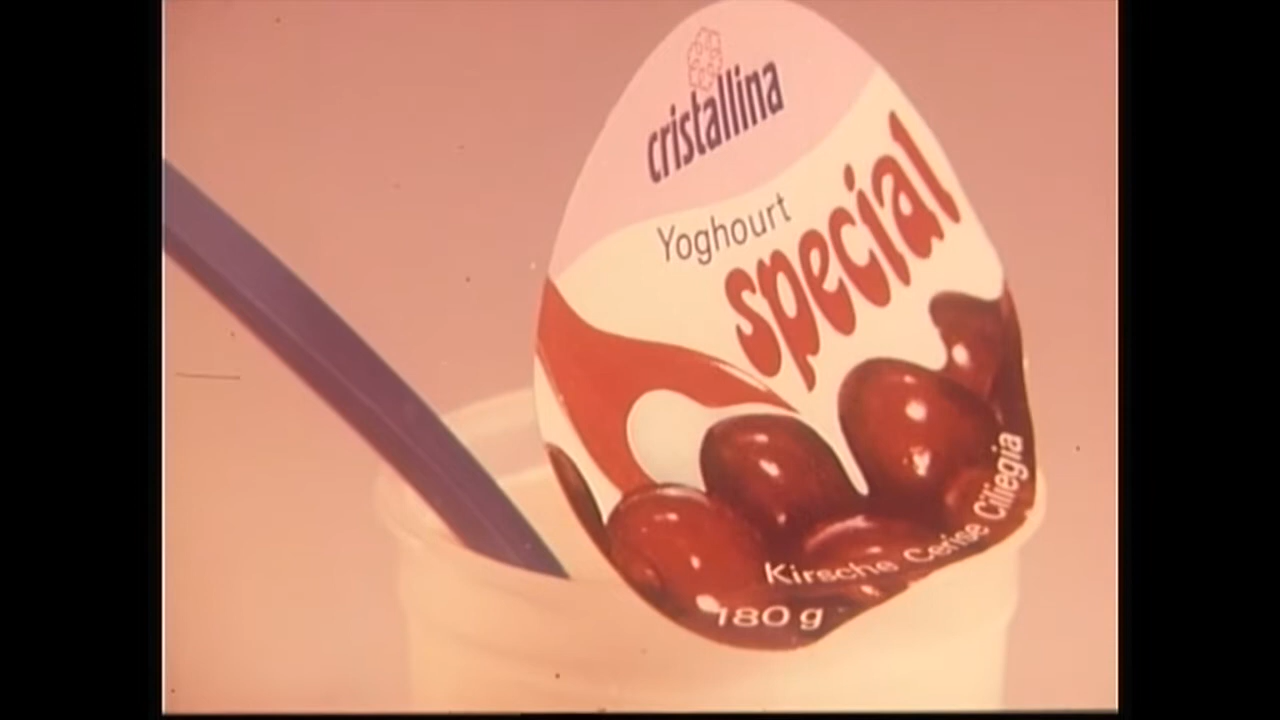 cristallina
Yoghourt
special
Kirsche Cerise Ciliegia
180 g